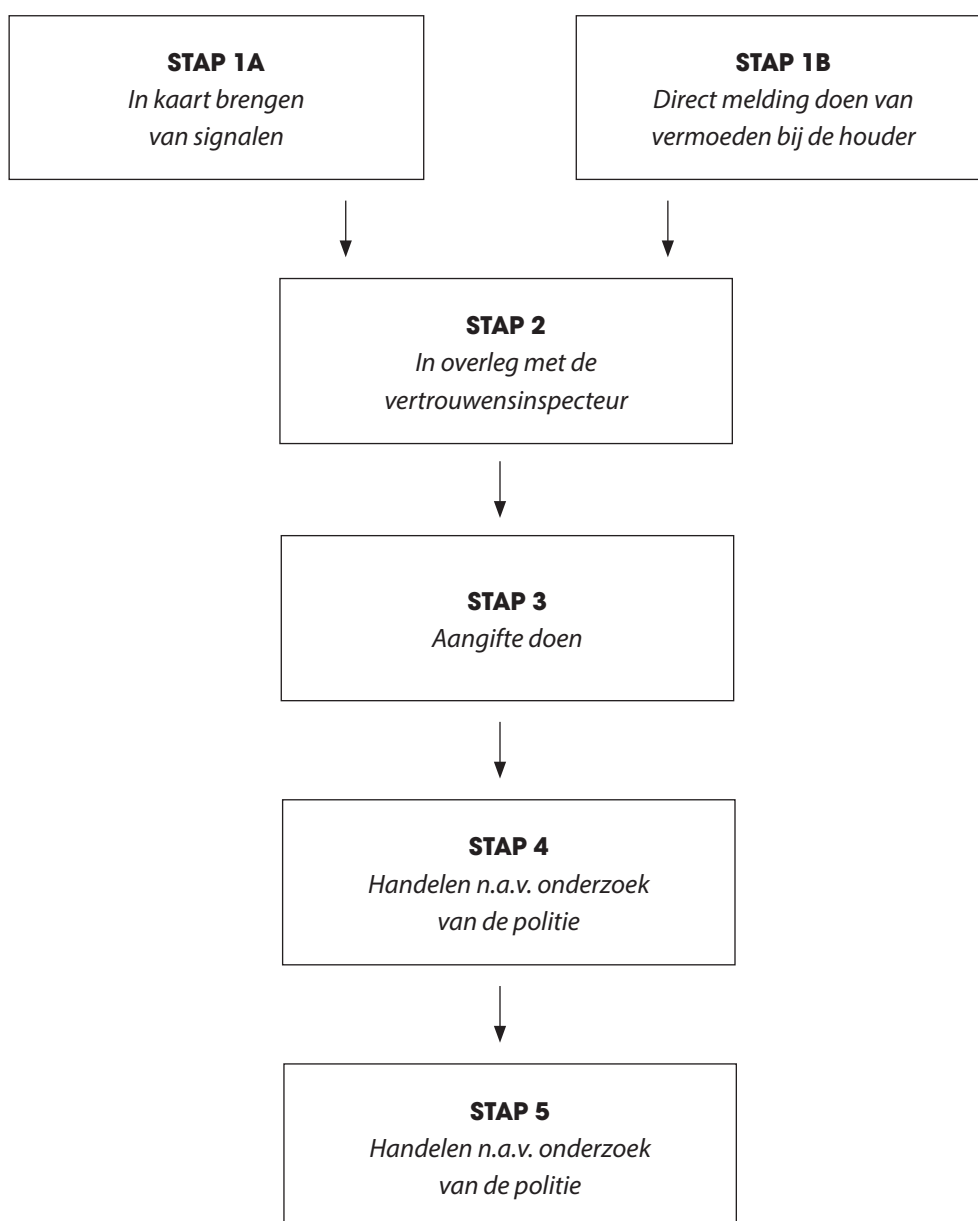 STAP 1A
In kaart brengen
van signalen
STAP 1B
Direct melding doen van
vermoeden bij de houder
STAP 2
In overleg met de
vertrouwensinspecteur
STAP 3
Aangifte doen
STAP 4
Handelen n.a.v. onderzoek
van de politie
STAP 5
Handelen n.a.v. onderzoek
van de politie